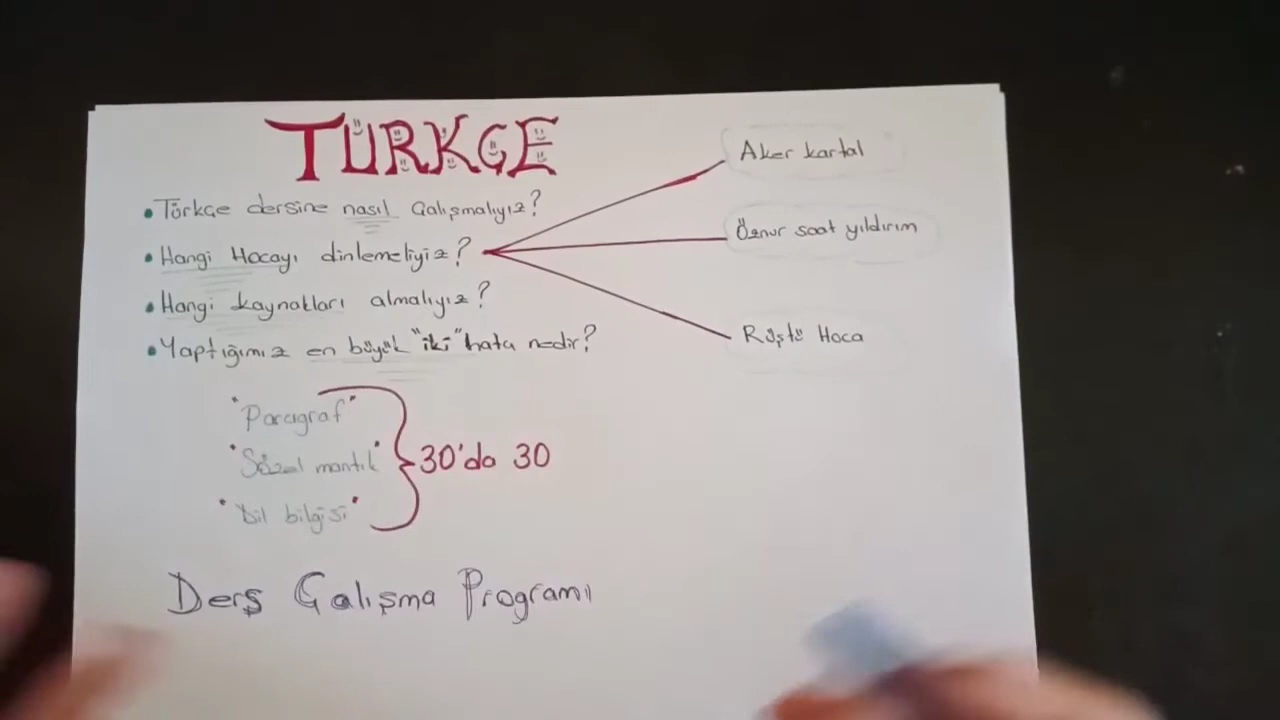 TÜRKÇE
• Türkçe dersine nasıl Çalışmalıyız?
• Hangi Hocayı dinlemeliyiz?
• Hangi kaynakları almalıyız?
• Yaptığımız en büyük "iki" hata nedir?
Aker kartal
Öznur saat yıldırım
Rüştü Hoca
"Paragraf"
"Sözel mantık"
"Dil bilgisi"
30'da 30
Ders Çalışma Programı